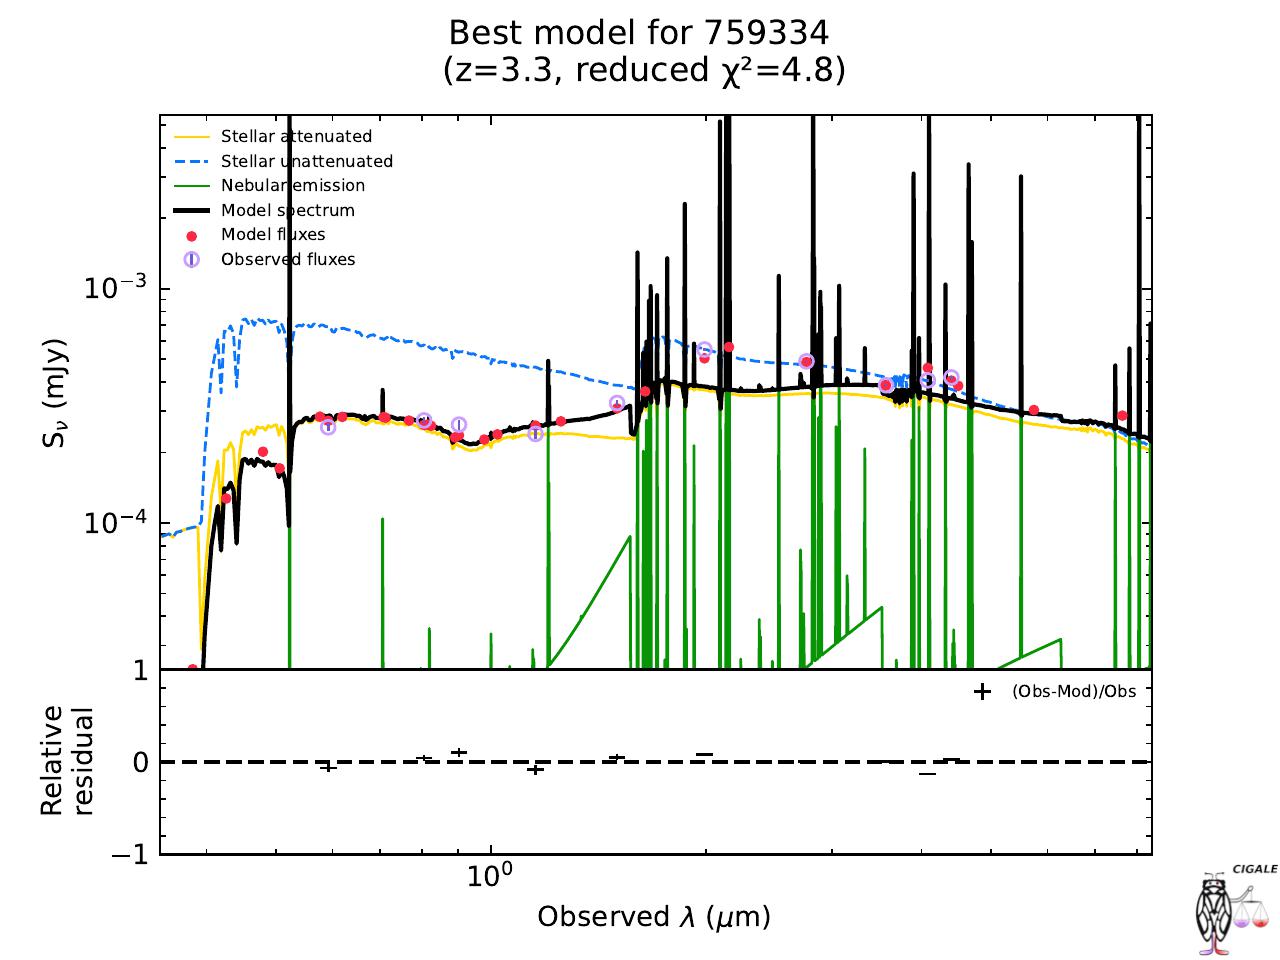 Best model for 759334
(z=3.3, reduced χ²=4.8)
Stellar attenuated
Stellar unattenuated
Nebular emission
Model spectrum
Model fluxes
Observed fluxes
10⁻³
Sᵥ (mJy)
10⁻⁴
1
(Obs-Mod)/Obs
Relative
residual
0
−1
10⁰
Observed λ (μm)
CIGALE